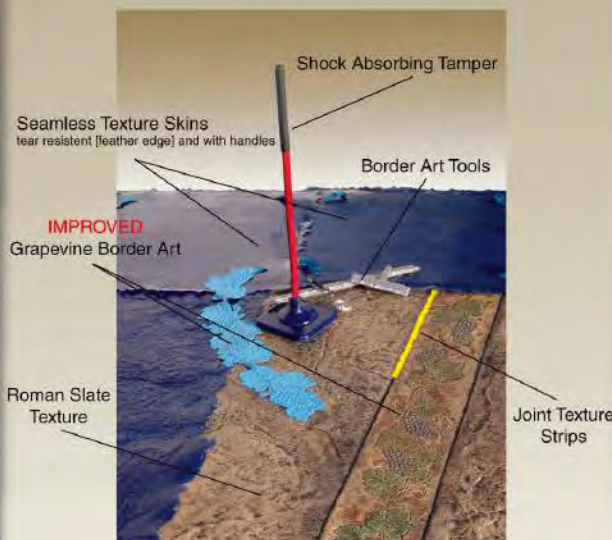 Shock Absorbing Tamper
Seamless Texture Skins
tear resistent [feather edge] and with handles
Border Art Tools
IMPROVED
Grapevine Border Art
Roman Slate
Texture
Joint Texture
Strips